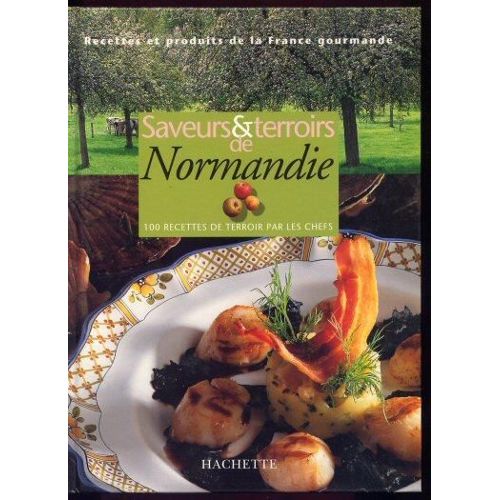 Recettes et produits de la France gourmande
Saveurs&terroirs
de
Normandie
100 RECETTES DE TERROIR PAR LES CHEFS
HACHETTE